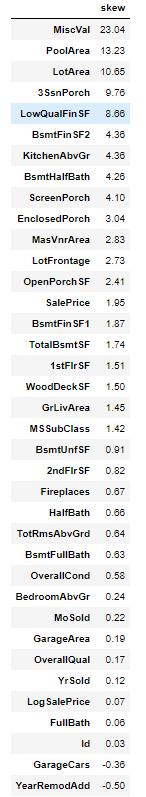 skew
MiscVal 23.04
PoolArea 13.23
LotArea 10.65
3SsnPorch 9.76
LowQualFinSF 8.66
BsmtFinSF2 4.36
KitchenAbvGr 4.36
BsmtHalfBath 4.26
ScreenPorch 4.10
EnclosedPorch 3.04
MasVnrArea 2.83
LotFrontage 2.73
OpenPorchSF 2.41
SalePrice 1.95
BsmtFinSF1 1.87
TotalBsmtSF 1.74
1stFlrSF 1.51
WoodDeckSF 1.50
GrLivArea 1.45
MSSubClass 1.42
BsmtUnfSF 0.91
2ndFlrSF 0.82
Fireplaces 0.67
HalfBath 0.66
TotRmsAbvGrd 0.64
BsmtFullBath 0.63
OverallCond 0.58
BedroomAbvGr 0.24
MoSold 0.22
GarageArea 0.19
OverallQual 0.17
YrSold 0.12
LogSalePrice 0.07
FullBath 0.06
Id 0.03
GarageCars -0.36
YearRemodAdd -0.50